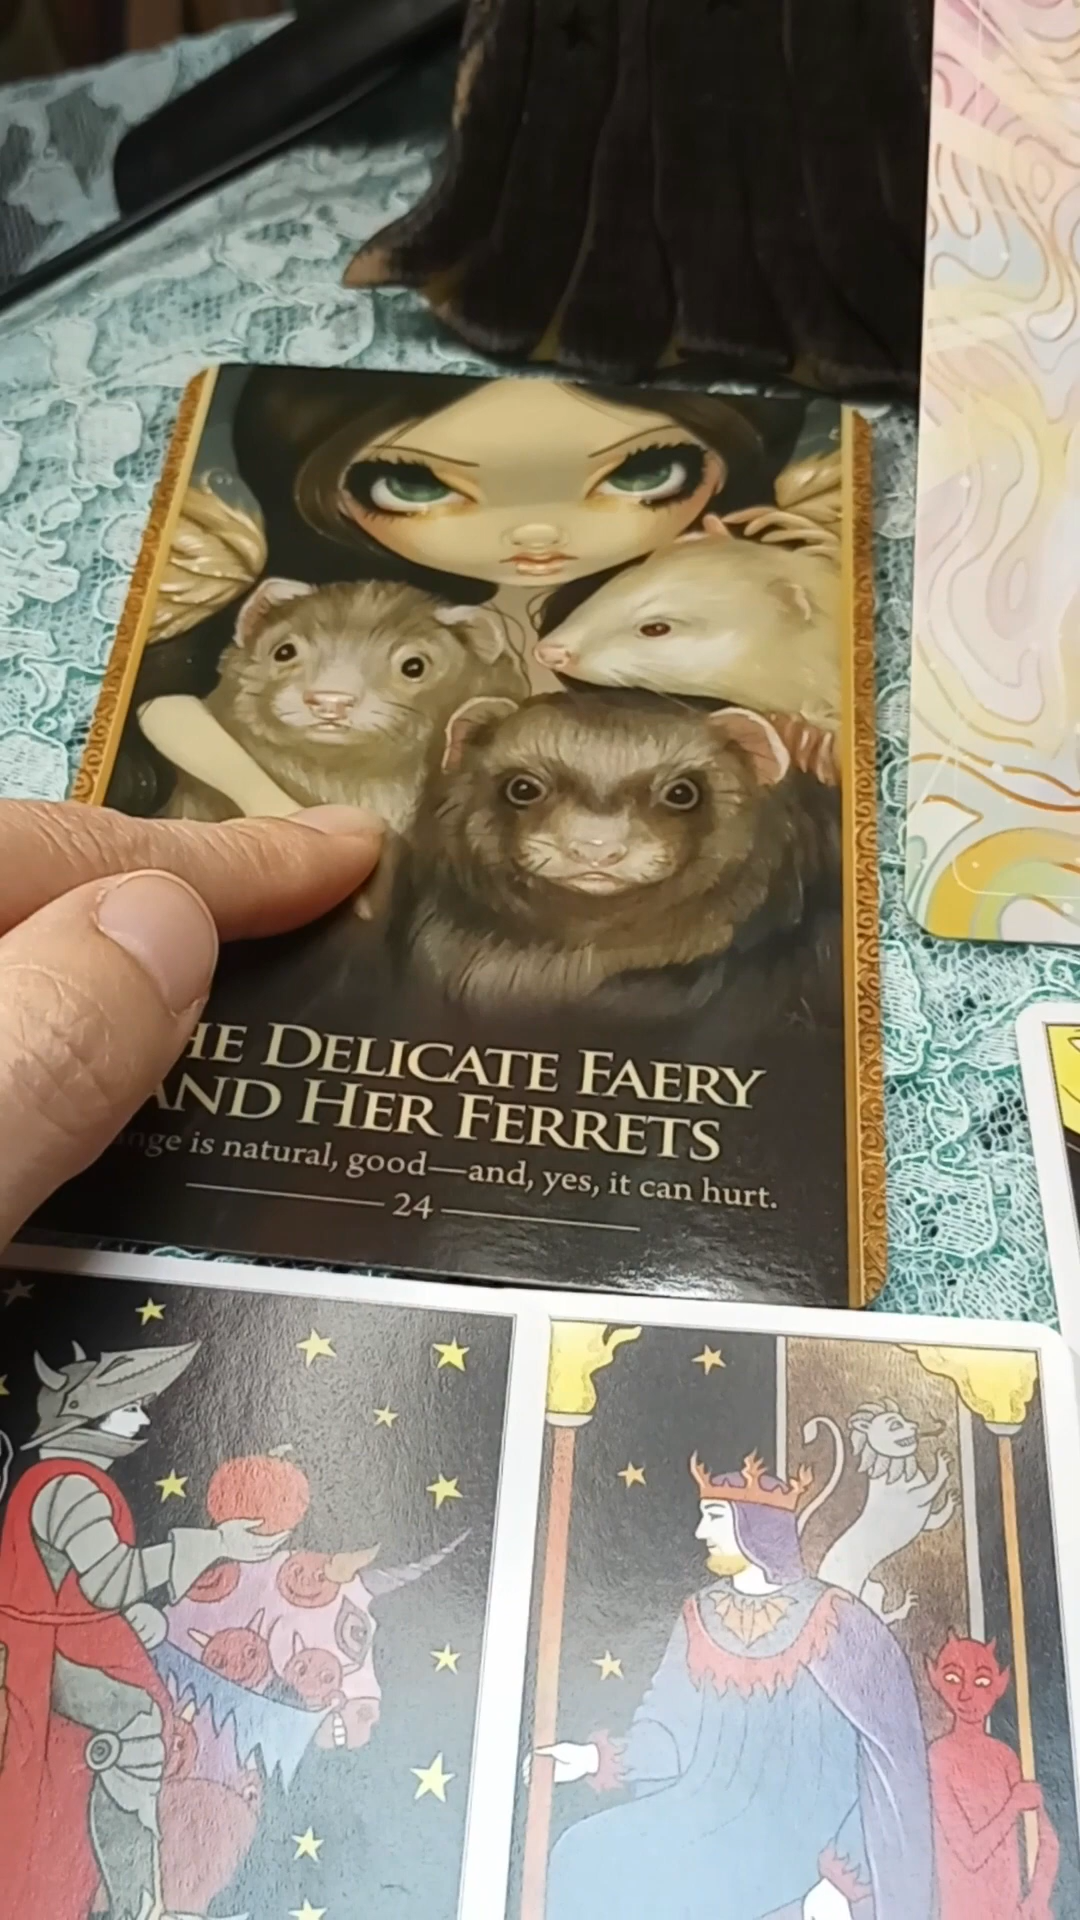 HE DELICATE FAERY
AND HER FERRETS
nge is natural, good—and, yes, it can hurt.
24